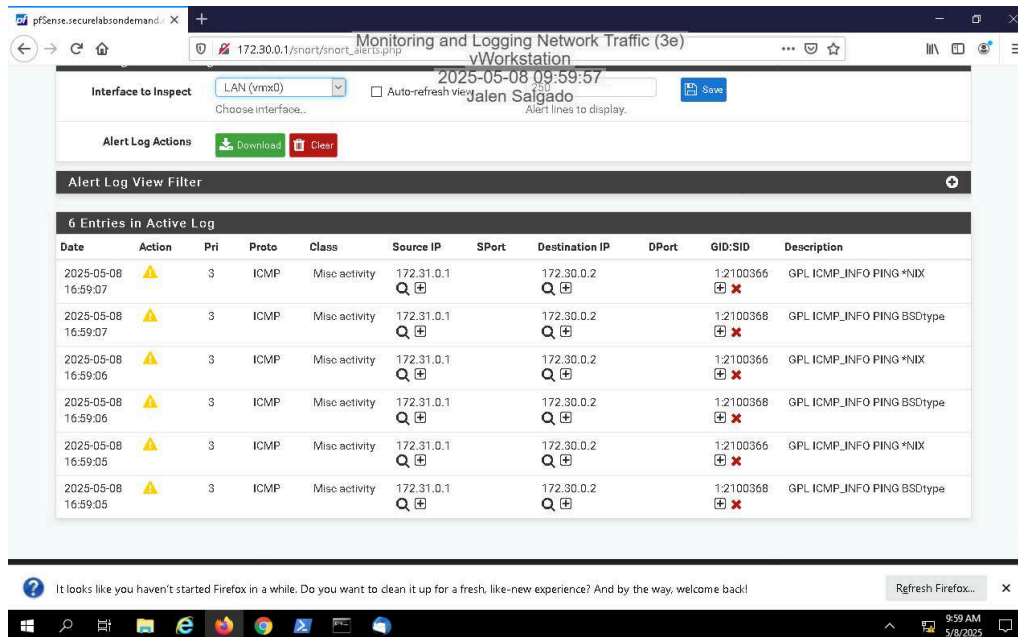 pfSense.securelabsondemand.c
172.30.0.1/snort/snort_alerts.php
Monitoring and Logging Network Traffic (3e)
vWorkstation
2025-05-08 09:59:57
Jalen Salgado
Interface to Inspect LAN (vmx0) Auto-refresh view 250 Save
Choose interface.. Alert lines to display.
Alert Log Actions Download Clear
Alert Log View Filter
6 Entries in Active Log
Date Action Pri Proto Class Source IP SPort Destination IP DPort GID:SID Description
2025-05-08 3 ICMP Misc activity 172.31.0.1 172.30.0.2 1:2100366 GPL ICMP_INFO PING *NIX
16:59:07
2025-05-08 3 ICMP Misc activity 172.31.0.1 172.30.0.2 1:2100368 GPL ICMP_INFO PING BSDtype
16:59:07
2025-05-08 3 ICMP Misc activity 172.31.0.1 172.30.0.2 1:2100366 GPL ICMP_INFO PING *NIX
16:59:06
2025-05-08 3 ICMP Misc activity 172.31.0.1 172.30.0.2 1:2100368 GPL ICMP_INFO PING BSDtype
16:59:06
2025-05-08 3 ICMP Misc activity 172.31.0.1 172.30.0.2 1:2100366 GPL ICMP_INFO PING *NIX
16:59:05
2025-05-08 3 ICMP Misc activity 172.31.0.1 172.30.0.2 1:2100368 GPL ICMP_INFO PING BSDtype
16:59:05
It looks like you haven't started Firefox in a while. Do you want to clean it up for a fresh, like-new experience? And by the way, welcome back! Refresh Firefox...
9:59 AM
5/8/2025